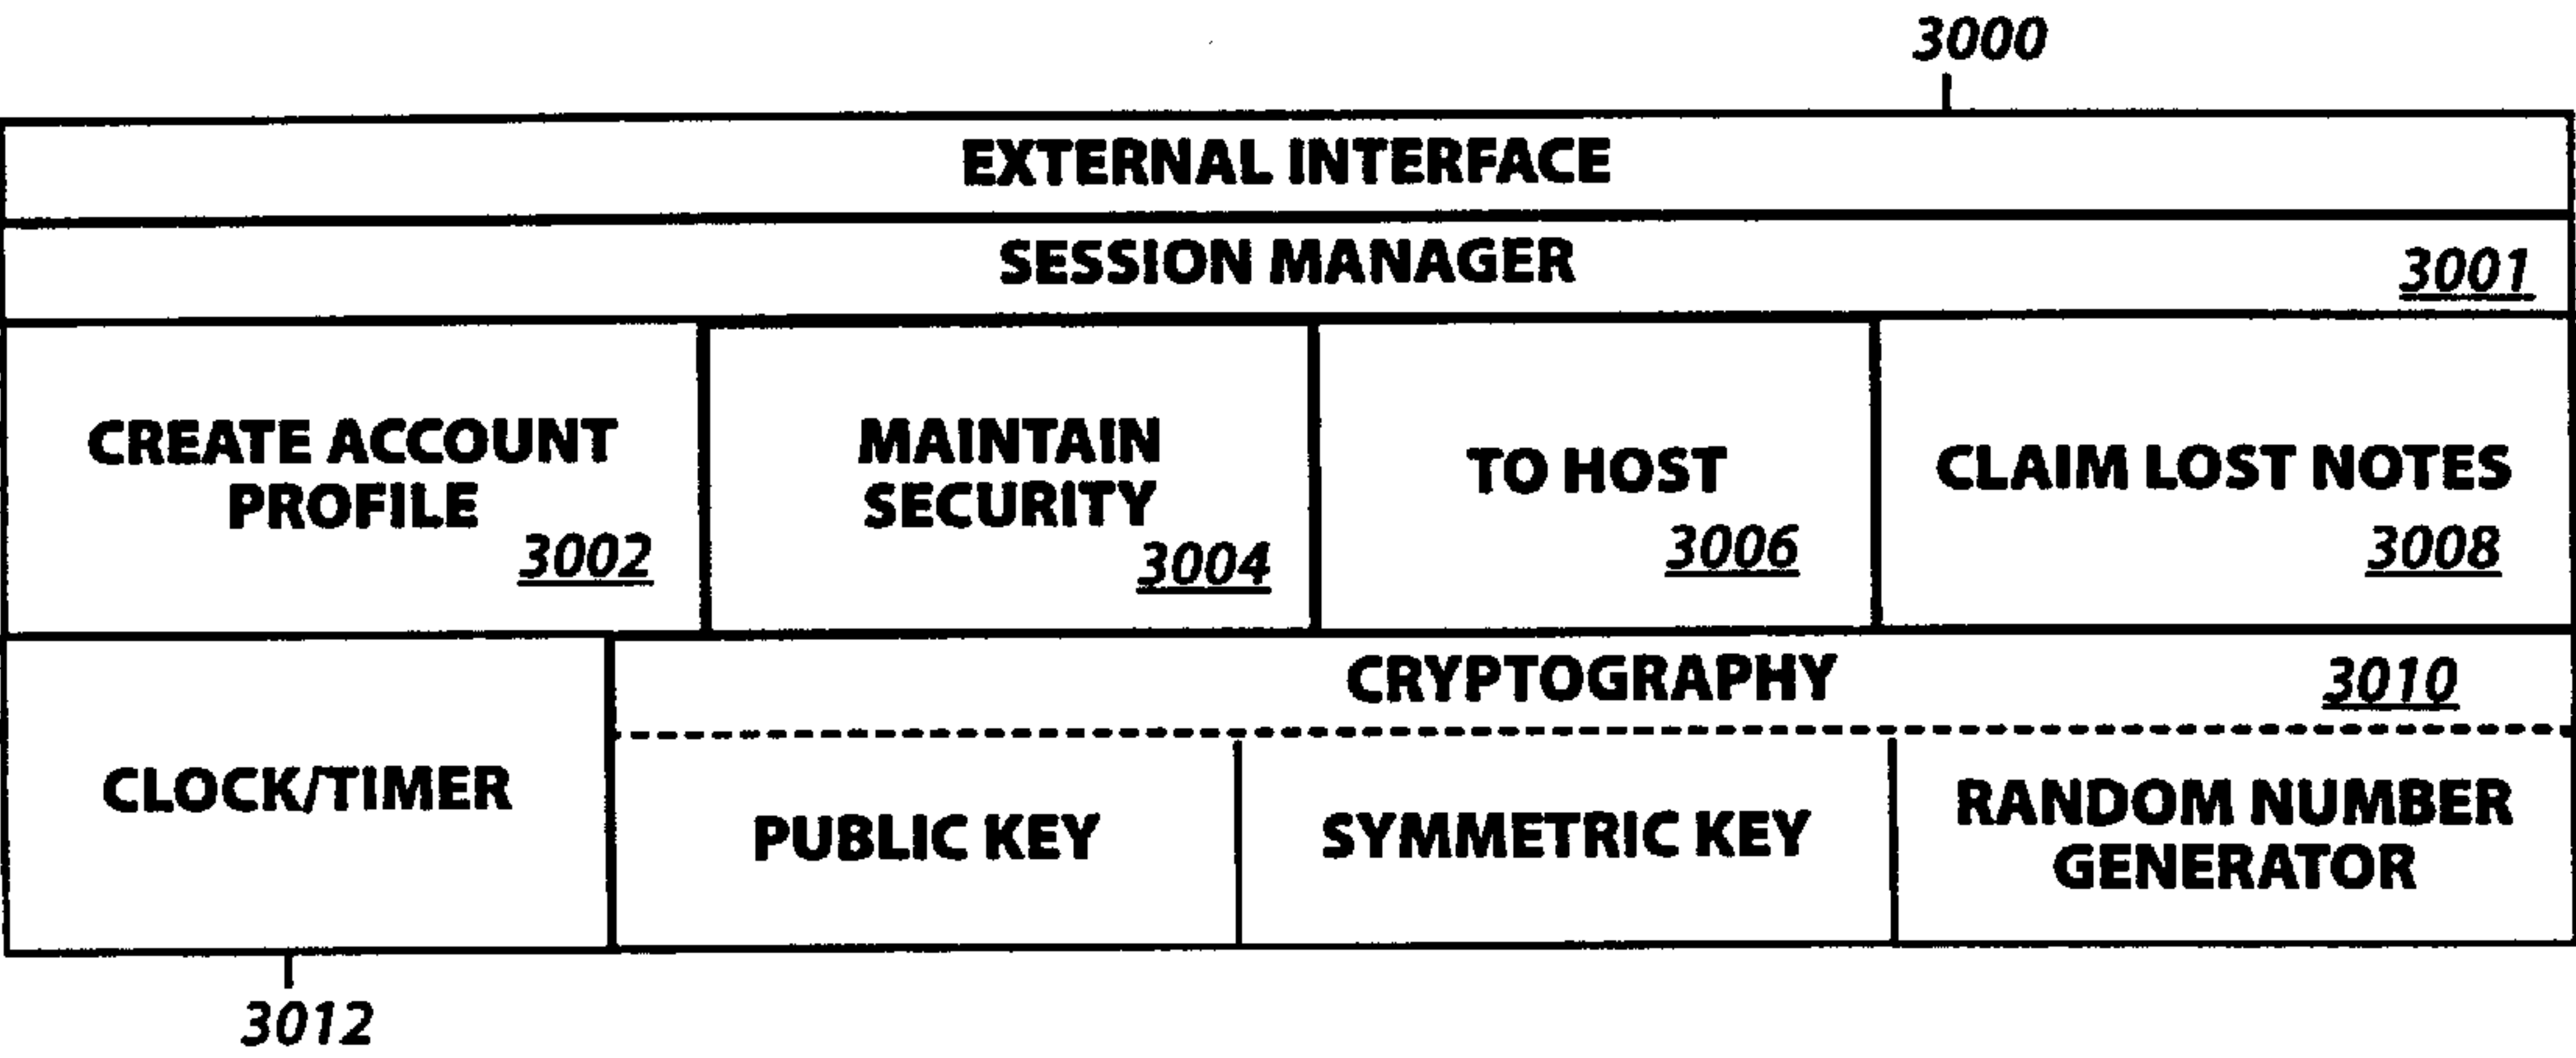 3000
EXTERNAL INTERFACE
SESSION MANAGER
3001
CREATE ACCOUNT
PROFILE
3002
MAINTAIN
SECURITY
3004
TO HOST
3006
CLAIM LOST NOTES
3008
CRYPTOGRAPHY
3010
CLOCK/TIMER
PUBLIC KEY
SYMMETRIC KEY
RANDOM NUMBER
GENERATOR
3012